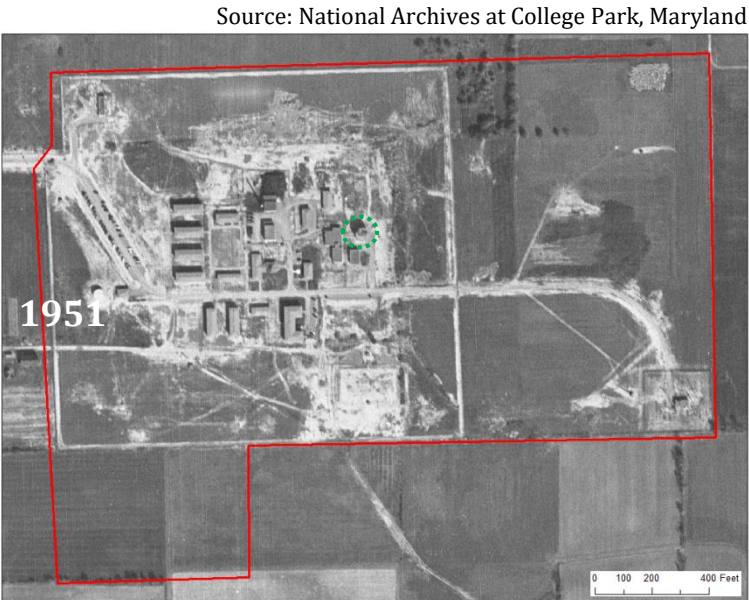 Source: National Archives at College Park, Maryland
1951
0 100 200 400 Feet